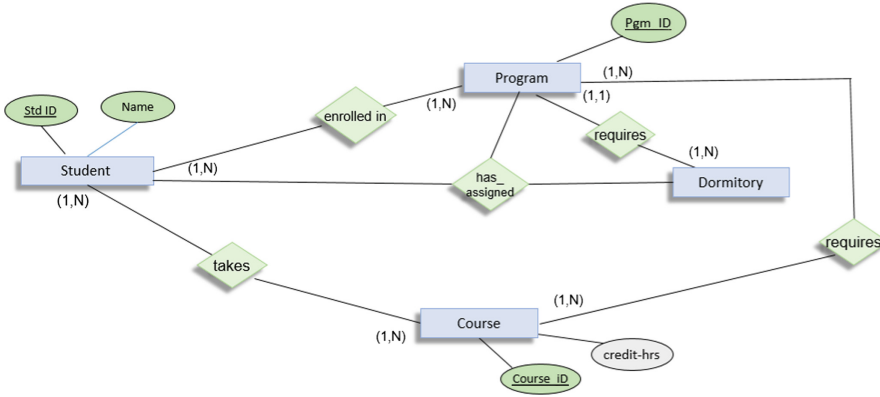 Pgm_ID
Program
(1,N)
(1,1)
(1,N)
Std ID
Name
enrolled in
requires
(1,N)
Student
(1,N)
(1,N)
has_
assigned
Dormitory
takes
requires
(1,N)
(1,N)
Course
credit-hrs
Course_iD